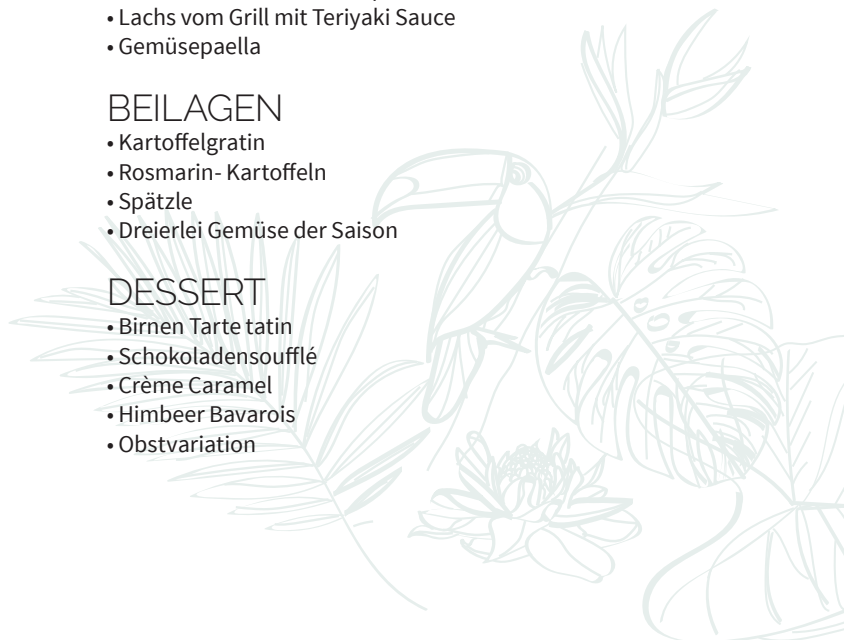 • Lachs vom Grill mit Teriyaki Sauce
• Gemüsepaella
BEILAGEN
• Kartoffelgratin
• Rosmarin- Kartoffeln
• Spätzle
• Dreierlei Gemüse der Saison
DESSERT
• Birnen Tarte tatin
• Schokoladensoufflé
• Crème Caramel
• Himbeer Bavarois
• Obstvariation